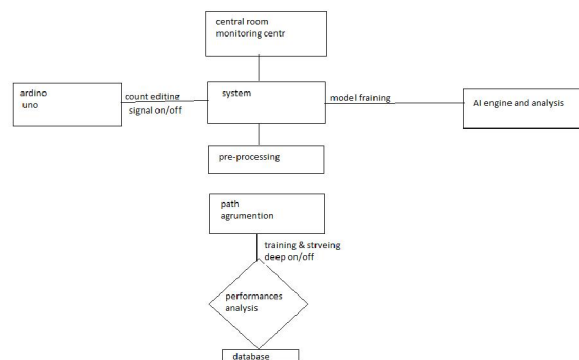 central room
monitoring centr
ardino
uno
count editing
signal on/off
system
model fraining
AI engine and analysis
pre-processing
path
agrumention
training & strveing
deep on/off
performances
analysis
database